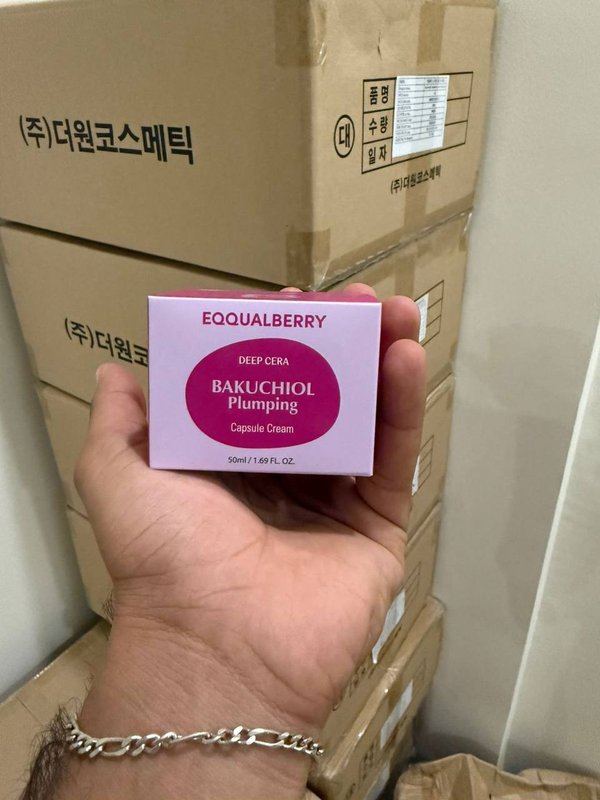 (주)더원코스메틱
대
품명
수량
일자
(주)더원코스메틱
(주)더원코
EQQUALBERRY
DEEP CERA
BAKUCHIOL
Plumping
Capsule Cream
50ml / 1.69 FL. OZ.